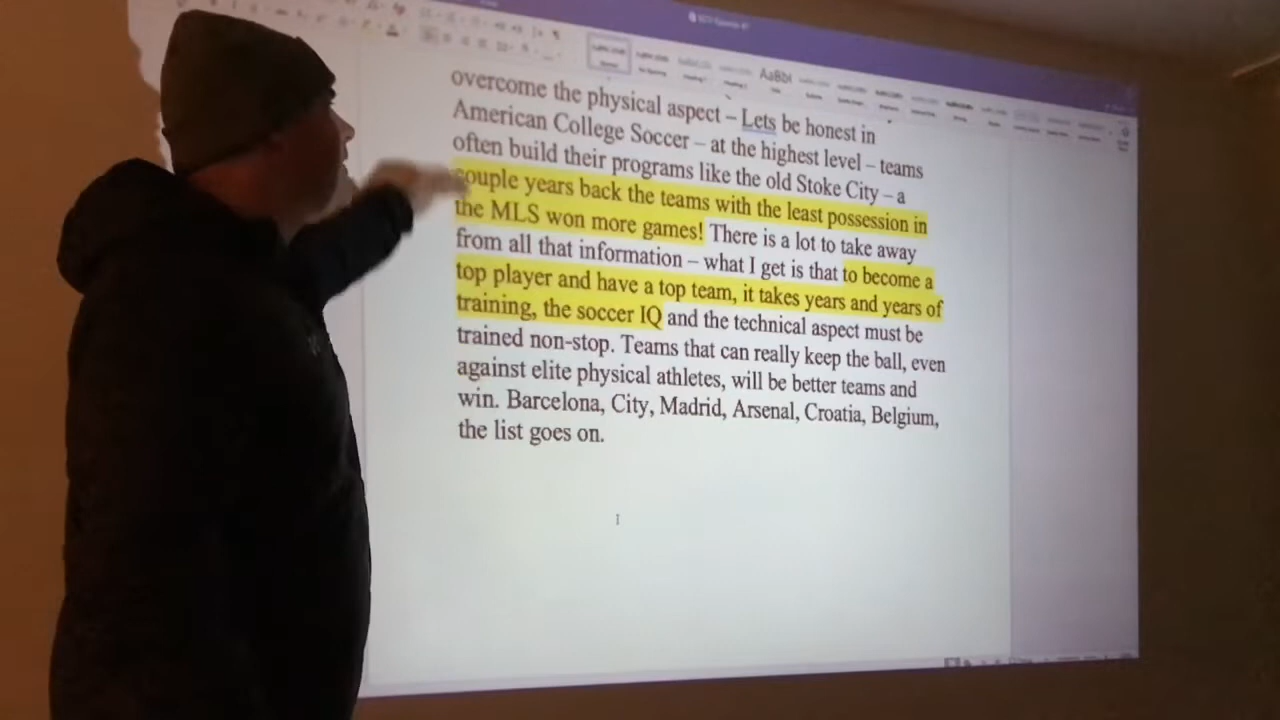 AaBbl
overcome the physical aspect – Lets be honest in
American College Soccer – at the highest level – teams
often build their programs like the old Stoke City – a
couple years back the teams with the least possession in
the MLS won more games! There is a lot to take away
from all that information – what I get is that to become a
top player and have a top team, it takes years and years of
training, the soccer IQ and the technical aspect must be
trained non-stop. Teams that can really keep the ball, even
against elite physical athletes, will be better teams and
win. Barcelona, City, Madrid, Arsenal, Croatia, Belgium,
the list goes on.